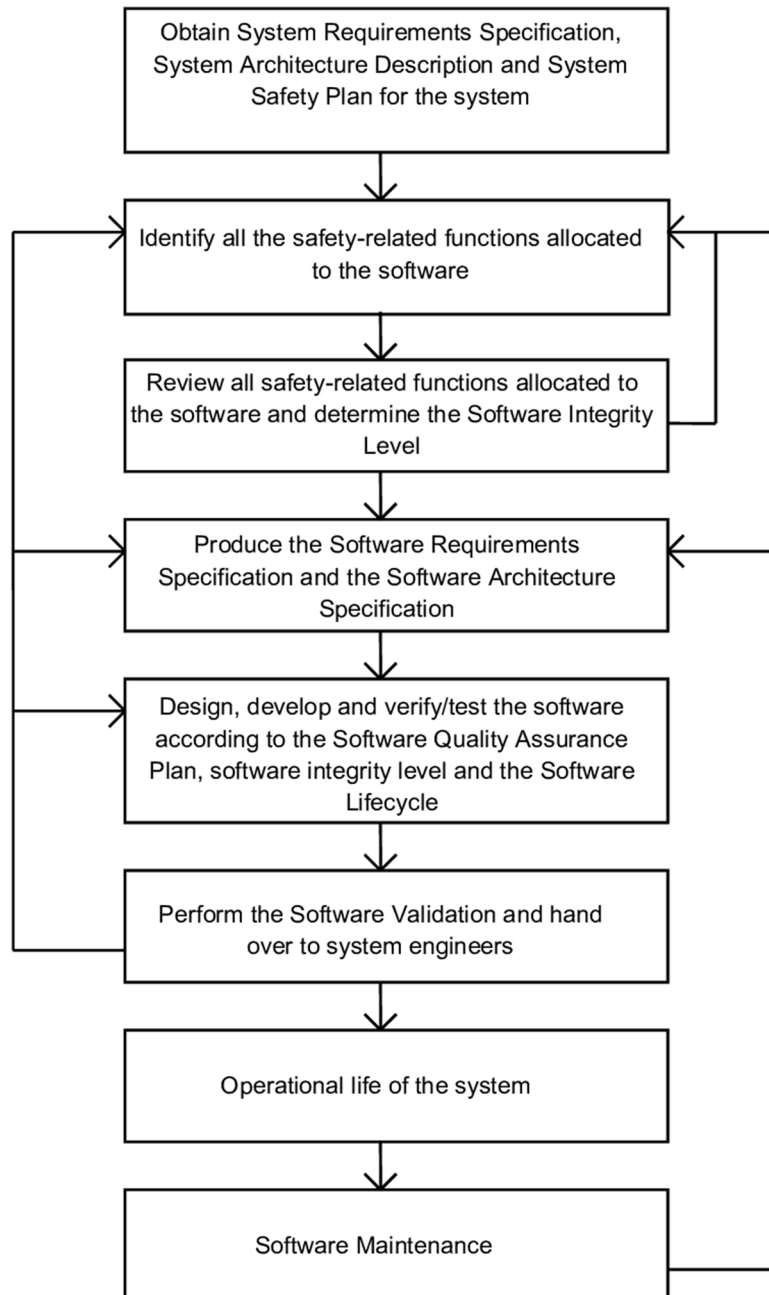 Obtain System Requirements Specification,
System Architecture Description and System
Safety Plan for the system
Identify all the safety-related functions allocated
to the software
Review all safety-related functions allocated to
the software and determine the Software Integrity
Level
Produce the Software Requirements
Specification and the Software Architecture
Specification
Design, develop and verify/test the software
according to the Software Quality Assurance
Plan, software integrity level and the Software
Lifecycle
Perform the Software Validation and hand
over to system engineers
Operational life of the system
Software Maintenance